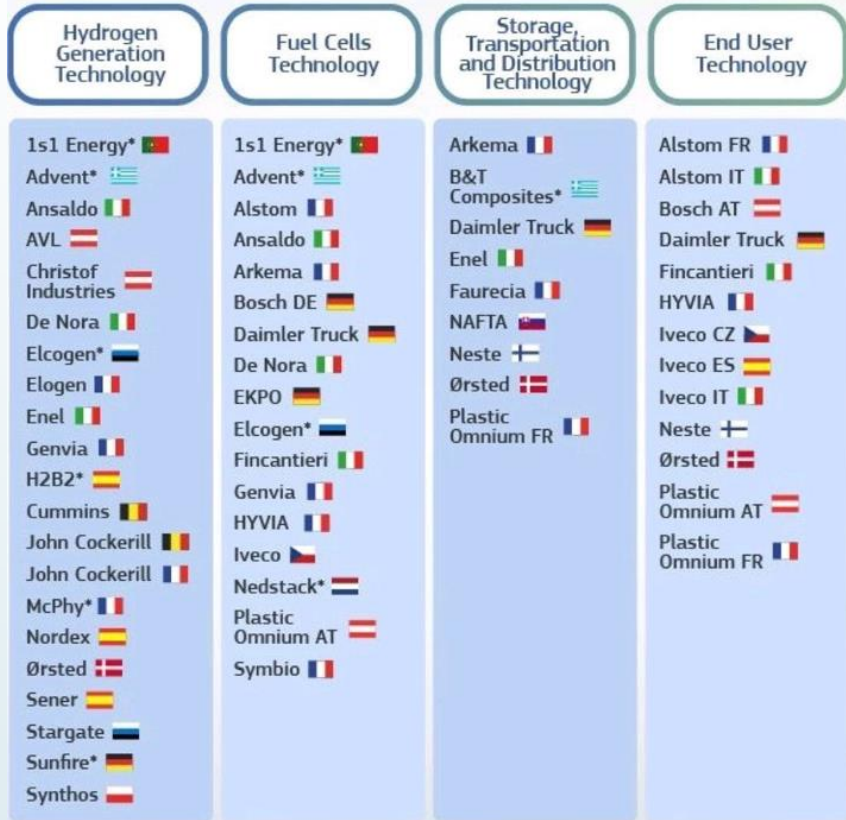 Hydrogen
Generation
Technology
1s1 Energy*
Advent*
Ansaldo
AVL
Christof
Industries
De Nora
Elcogen*
Elogen
Enel
Genvia
H2B2*
Cummins
John Cockerill
John Cockerill
McPhy*
Nordex
Ørsted
Sener
Stargate
Sunfire*
Synthos
Fuel Cells
Technology
1s1 Energy*
Advent*
Alstom
Ansaldo
Arkema
Bosch DE
Daimler Truck
De Nora
EKPO
Elcogen*
Fincantieri
Genvia
HYVIA
Iveco
Nedstack*
Plastic
Omnium AT
Symbio
Storage,
Transportation
and Distribution
Technology
Arkema
B&T
Composites*
Daimler Truck
Enel
Faurecia
NAFTA
Neste
Ørsted
Plastic
Omnium FR
End User
Technology
Alstom FR
Alstom IT
Bosch AT
Daimler Truck
Fincantieri
HYVIA
Iveco CZ
Iveco ES
Iveco IT
Neste
Ørsted
Plastic
Omnium AT
Plastic
Omnium FR